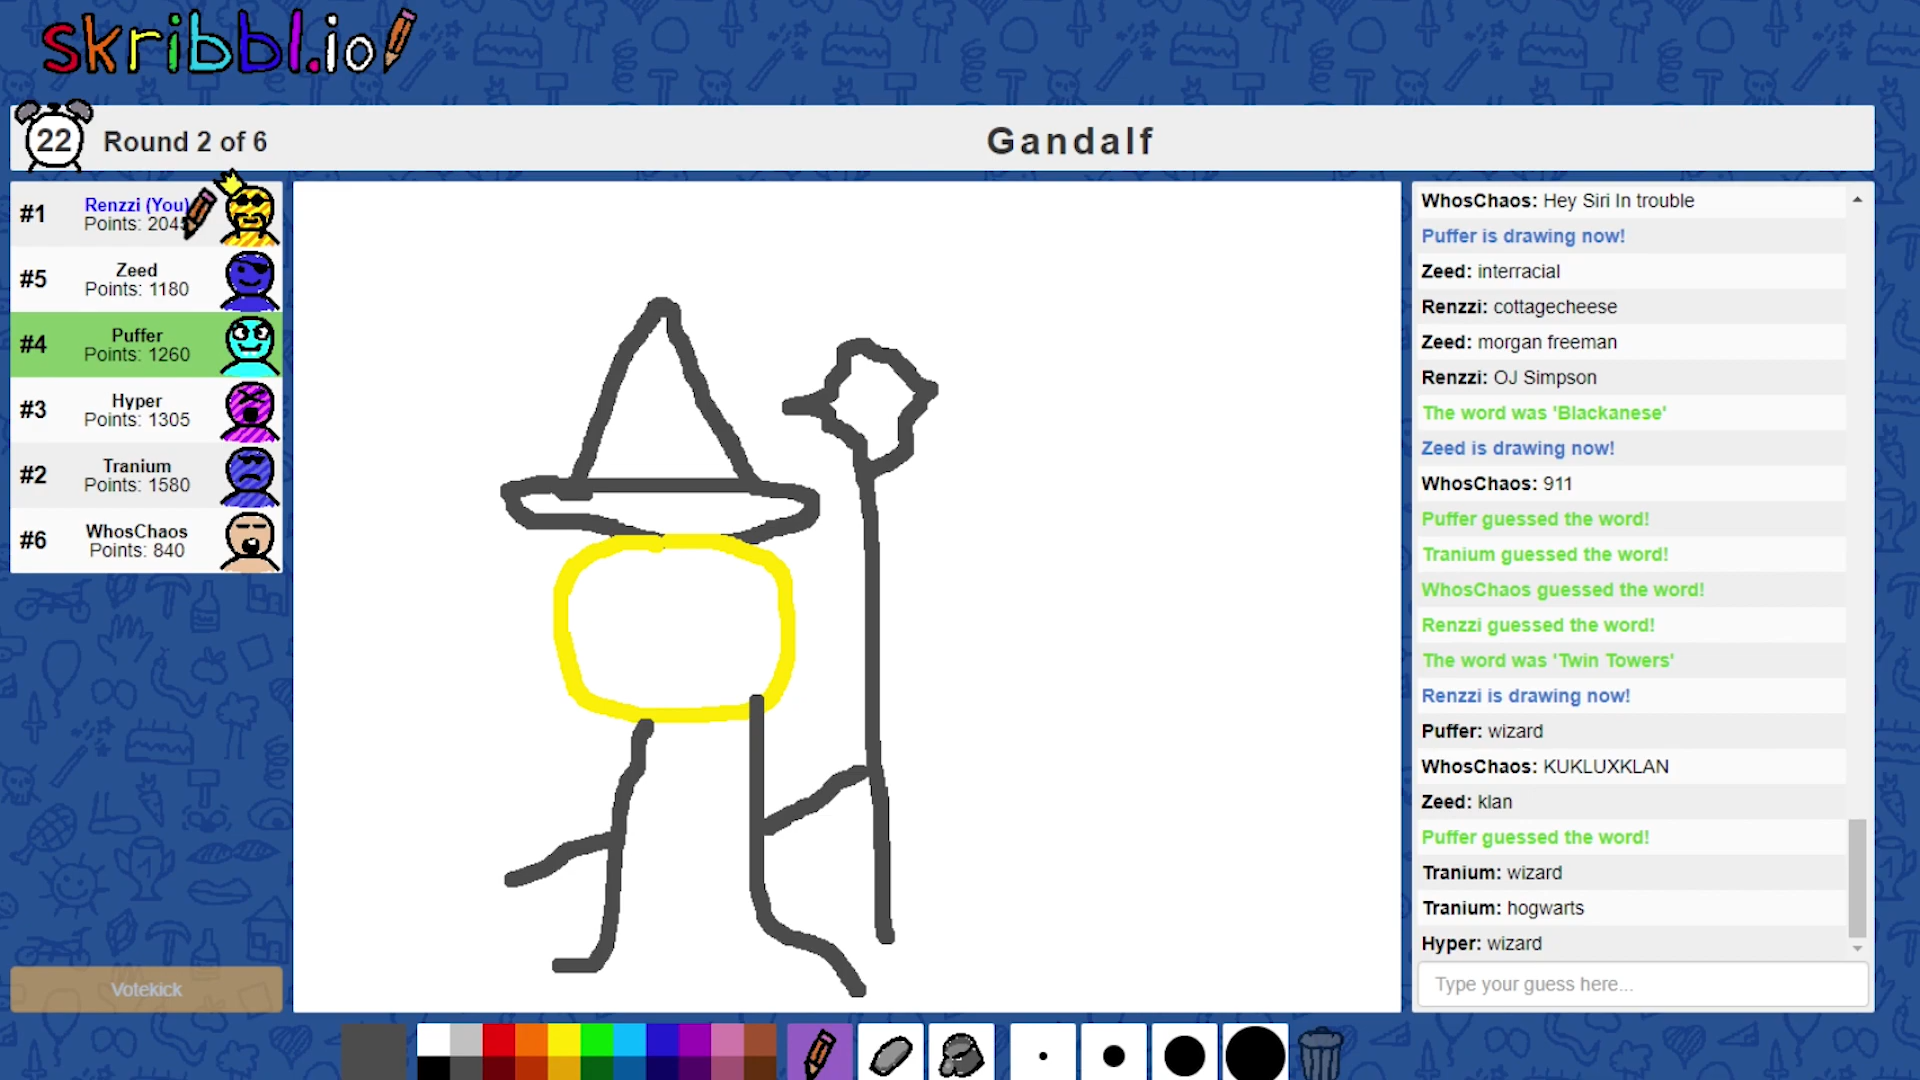 skribbl.io
22
Round 2 of 6
Gandalf
#1
Renzzi (You)
Points: 2045
#5
Zeed
Points: 1180
#4
Puffer
Points: 1260
#3
Hyper
Points: 1305
#2
Tranium
Points: 1580
#6
WhosChaos
Points: 840
Votekick
WhosChaos: Hey Siri In trouble
Puffer is drawing now!
Zeed: interracial
Renzzi: cottagecheese
Zeed: morgan freeman
Renzzi: OJ Simpson
The word was 'Blackanese'
Zeed is drawing now!
WhosChaos: 911
Puffer guessed the word!
Tranium guessed the word!
WhosChaos guessed the word!
Renzzi guessed the word!
The word was 'Twin Towers'
Renzzi is drawing now!
Puffer: wizard
WhosChaos: KUKLUXKLAN
Zeed: klan
Puffer guessed the word!
Tranium: wizard
Tranium: hogwarts
Hyper: wizard
Type your guess here...